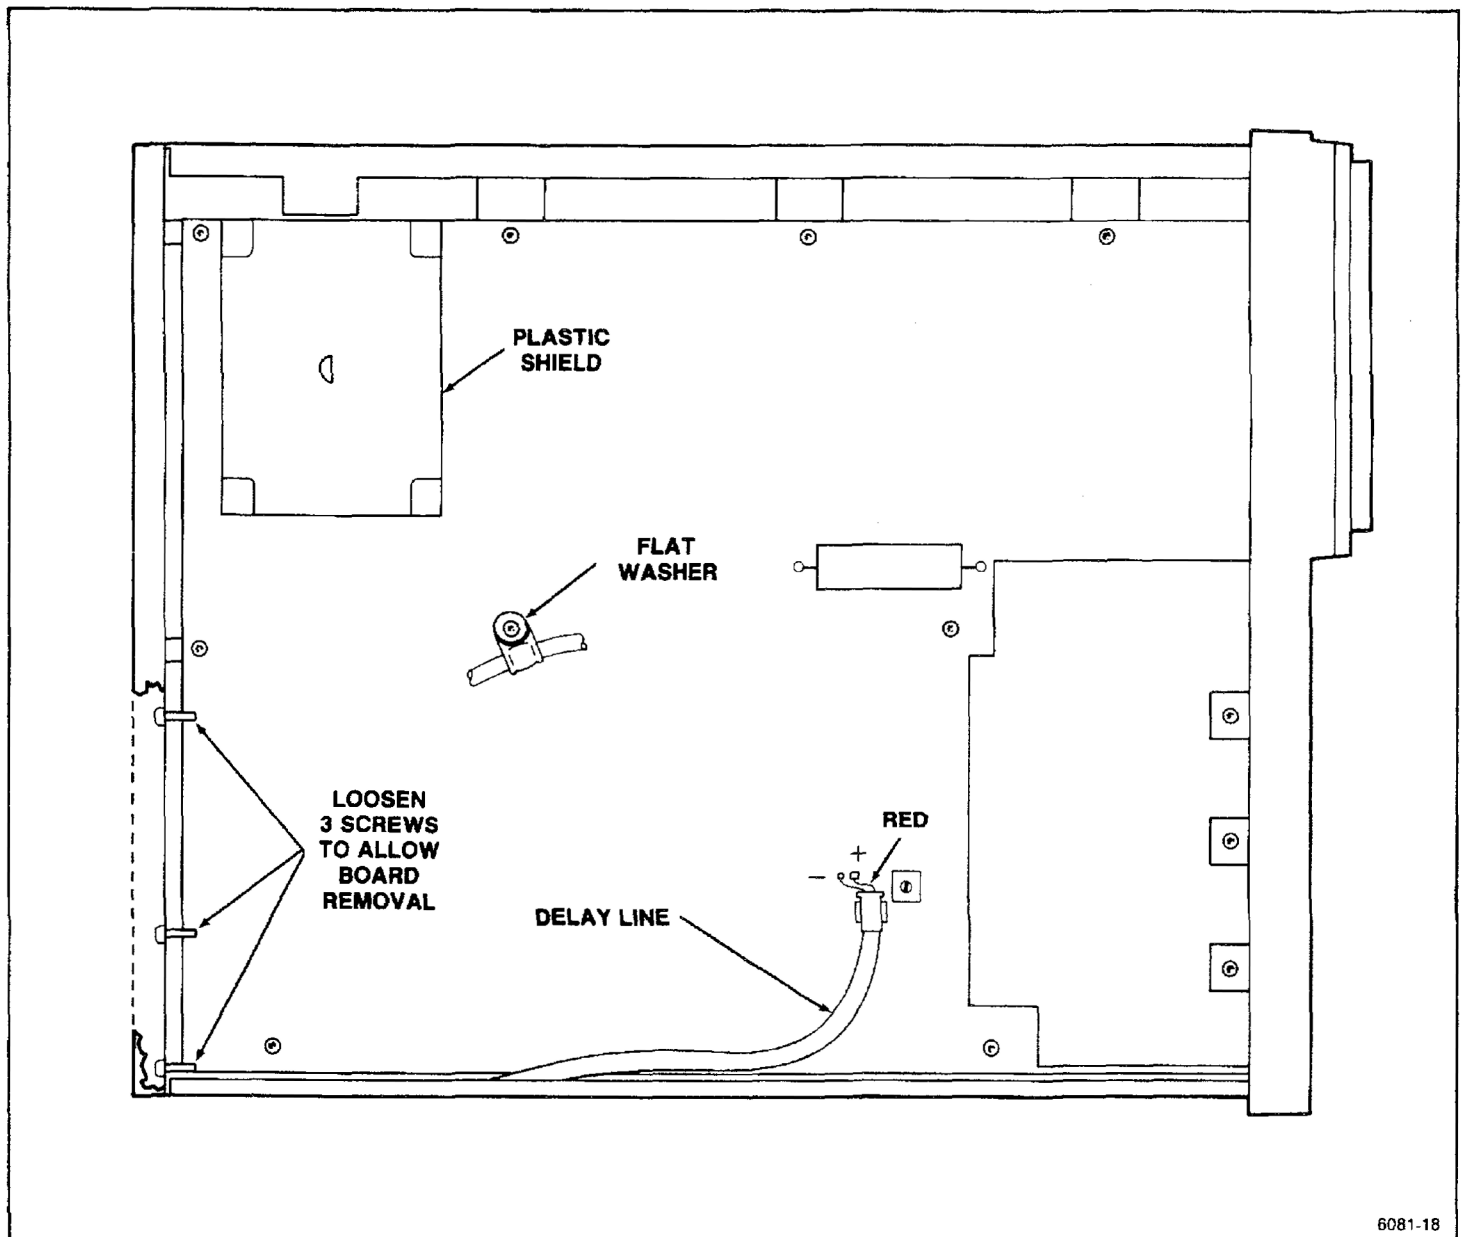 PLASTIC
SHIELD
FLAT
WASHER
LOOSEN
3 SCREWS
TO ALLOW
BOARD
REMOVAL
RED
+
−
DELAY LINE
6081-18